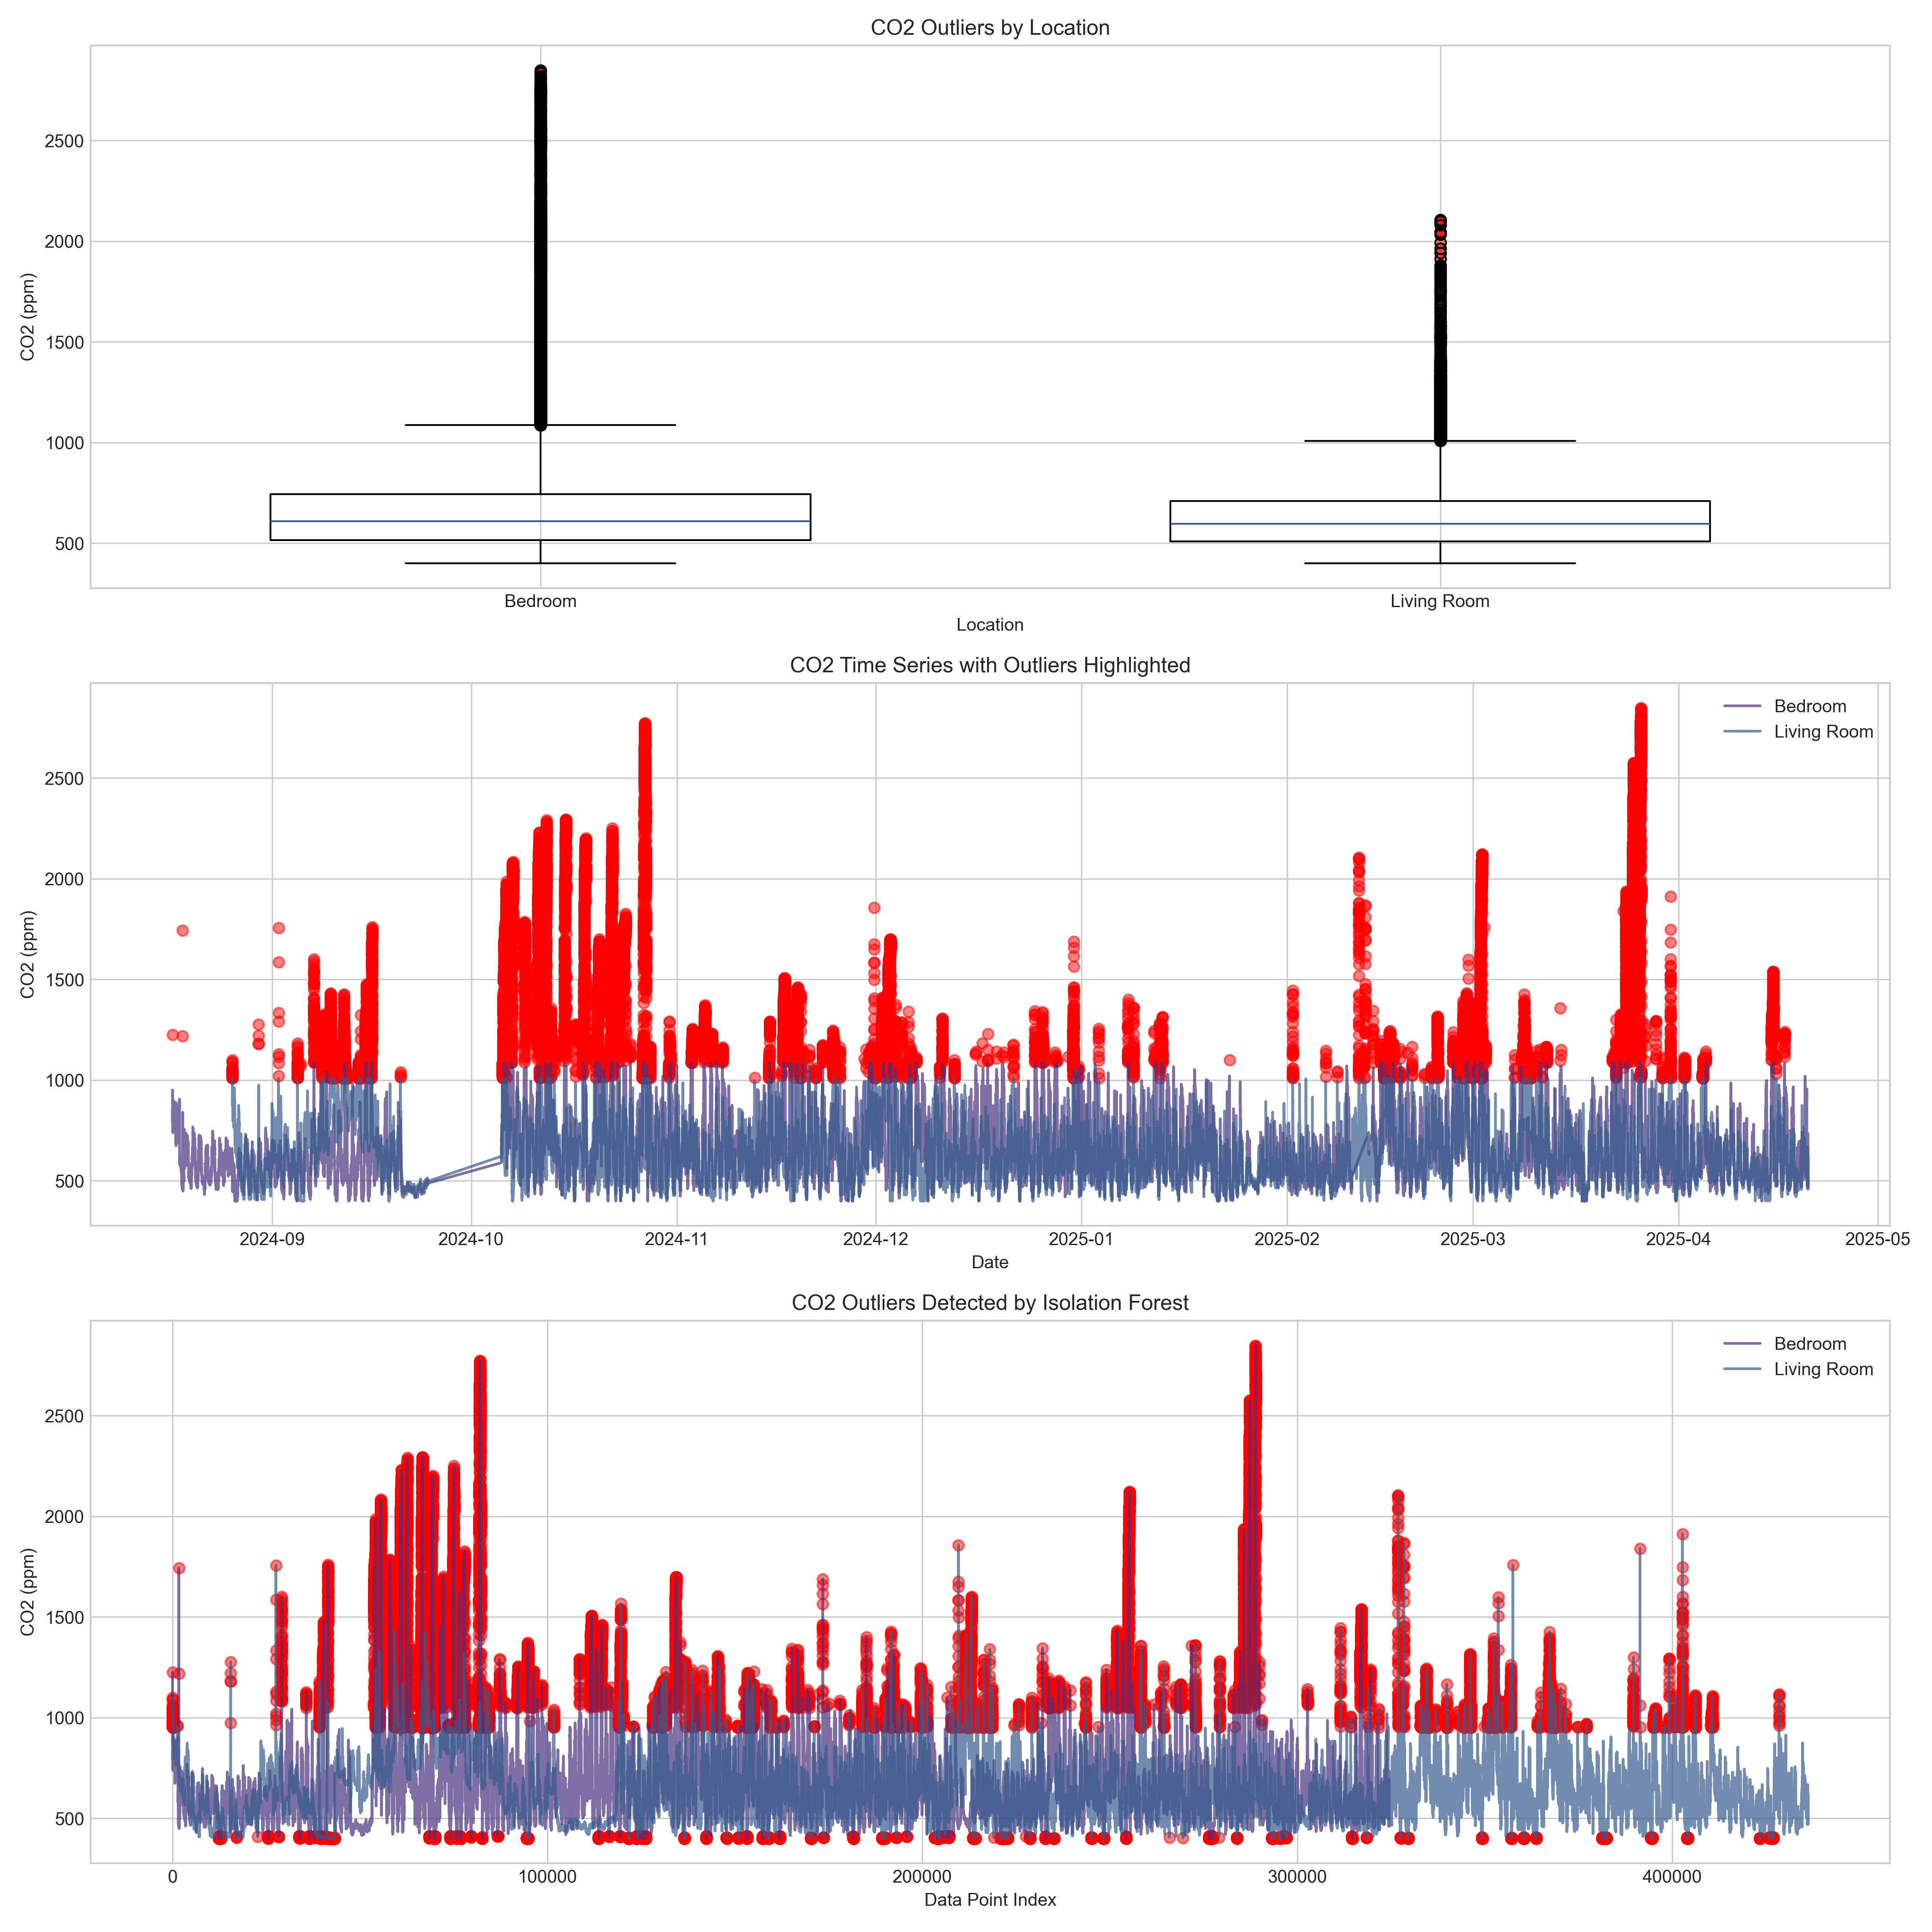 CO2 Outliers by Location
CO2 (ppm)
2500
2000
1500
1000
500
Bedroom
Living Room
Location
CO2 Time Series with Outliers Highlighted
Bedroom
Living Room
CO2 (ppm)
2500
2000
1500
1000
500
2024-09
2024-10
2024-11
2024-12
2025-01
2025-02
2025-03
2025-04
2025-05
Date
CO2 Outliers Detected by Isolation Forest
Bedroom
Living Room
CO2 (ppm)
2500
2000
1500
1000
500
0
100000
200000
300000
400000
Data Point Index